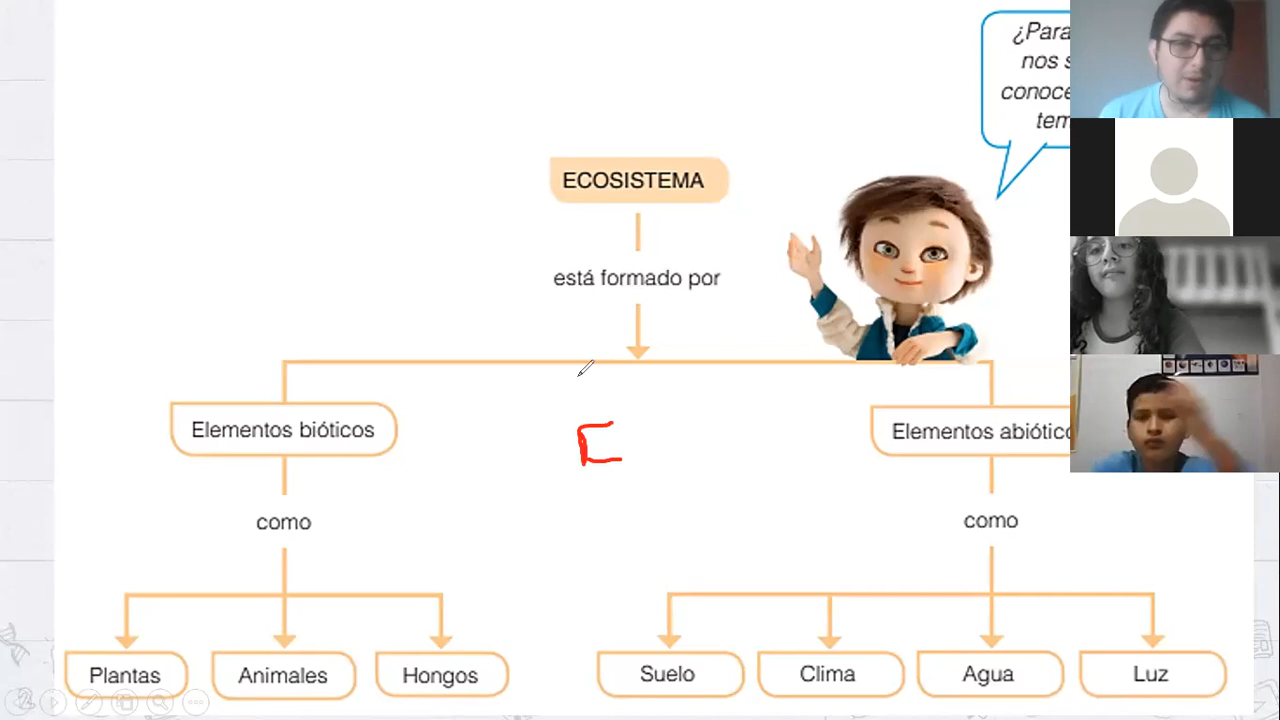 ¿Para
nos
conoce
tem
ECOSISTEMA
está formado por
Elementos bióticos
Elementos abiótico
como
como
Plantas
Animales
Hongos
Suelo
Clima
Agua
Luz